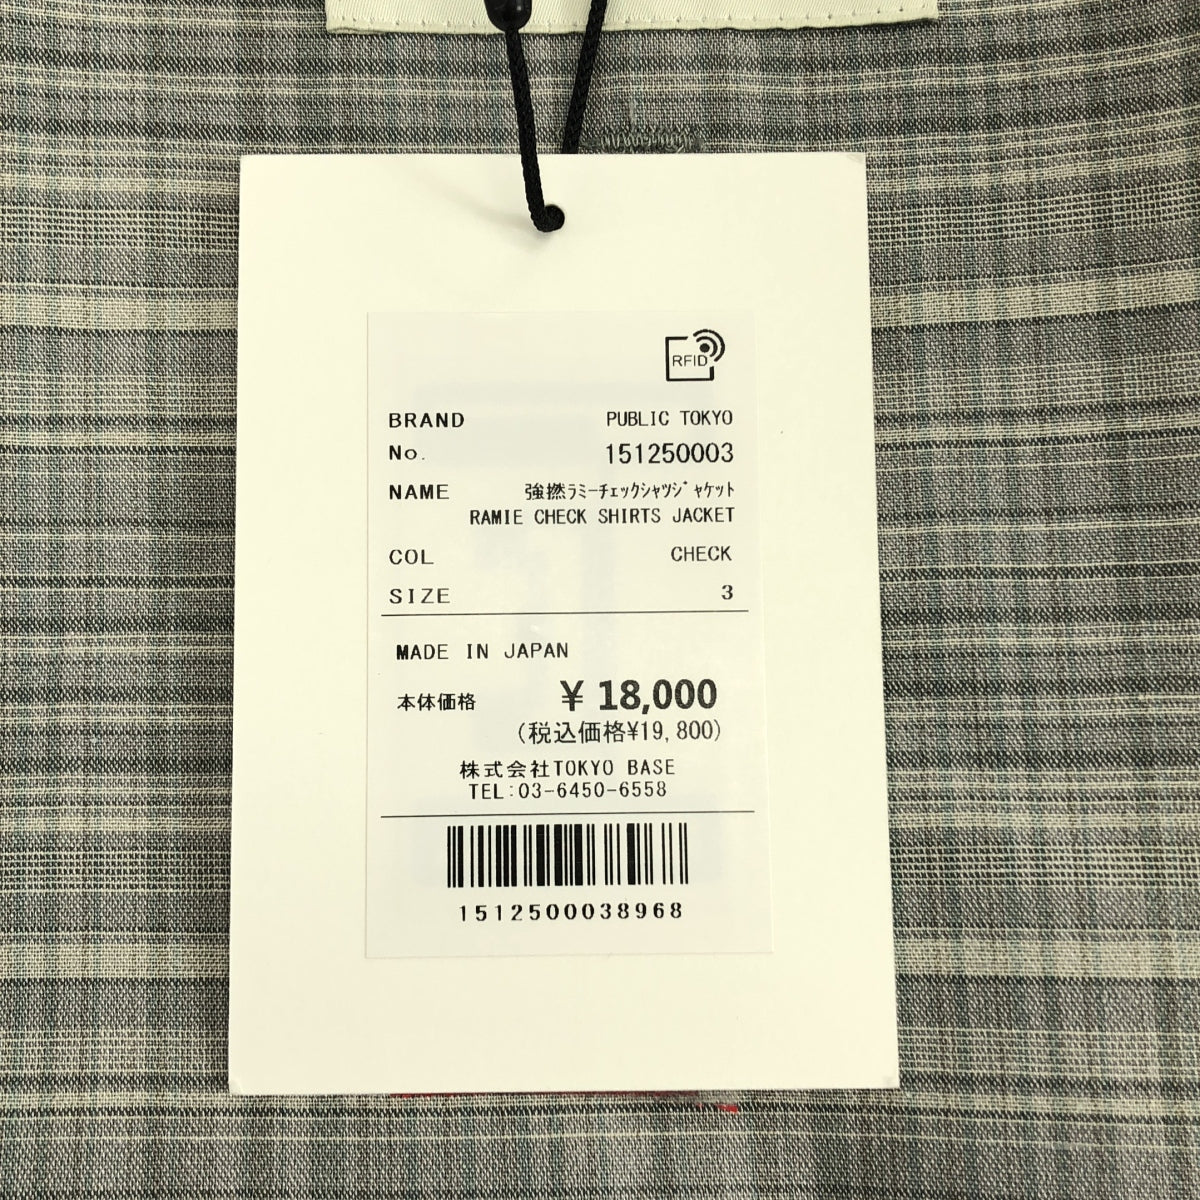 RFID
BRAND PUBLIC TOKYO
No. 151250003
NAME 強撚ﾗﾐｰﾁｪｯｸｼｬﾂｼﾞｬｹｯﾄ
RAMIE CHECK SHIRTS JACKET
COL CHECK
SIZE 3
MADE IN JAPAN
本体価格 ¥ 18,000
(税込価格¥19,800)
株式会社TOKYO BASE
TEL:03-6450-6558
1512500038968